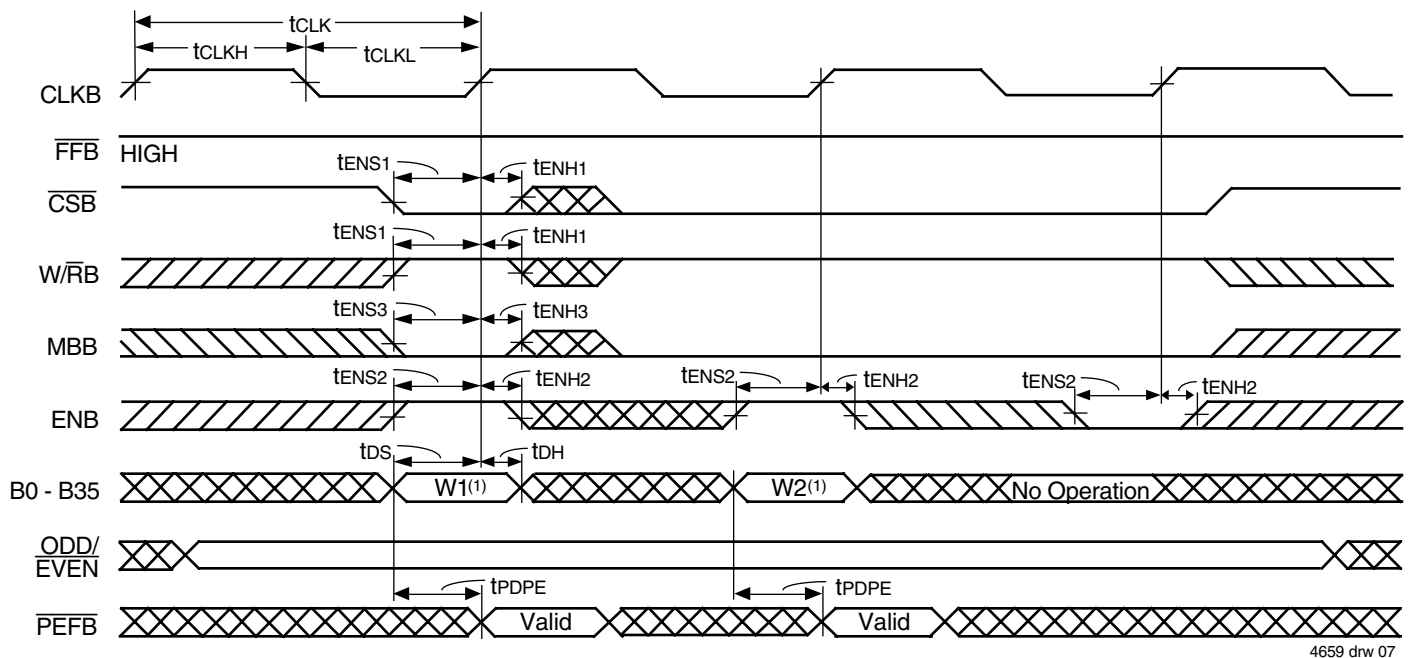 tCLK
tCLKH tCLKL
CLKB
FFB HIGH
tENS1 tENH1
CSB
tENS1 tENH1
W/RB
tENS3 tENH3
MBB
tENS2 tENH2 tENS2 tENH2 tENS2 tENH2
ENB
tDS tDH
B0 - B35 W1(1) W2(1) No Operation
ODD/
EVEN
tPDPE tPDPE
PEFB Valid Valid
4659 drw 07